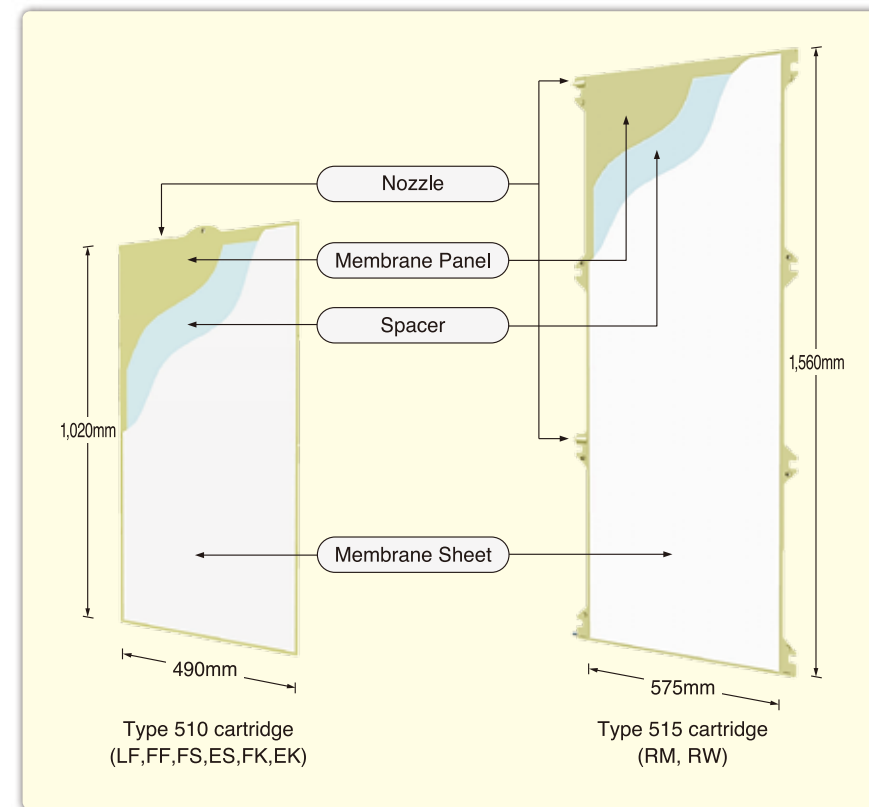 Nozzle
Membrane Panel
Spacer
1,560mm
1,020mm
Membrane Sheet
490mm
575mm
Type 510 cartridge
(LF,FF,FS,ES,FK,EK)
Type 515 cartridge
(RM, RW)